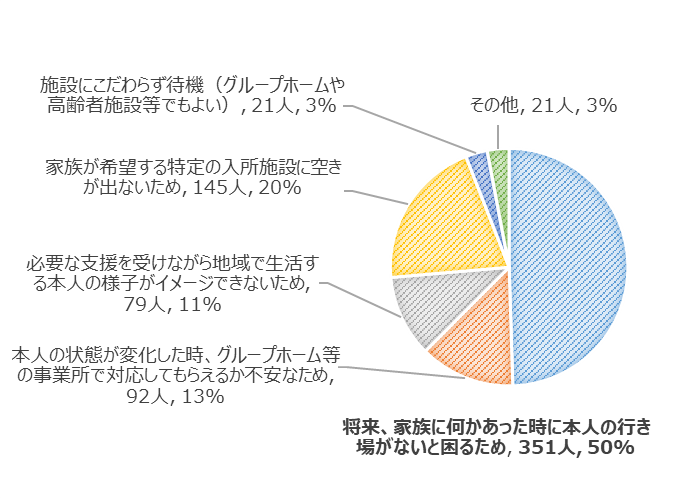 施設にこだわらず待機（グループホームや
高齢者施設等でもよい）, 21人, 3%
その他, 21人, 3%
家族が希望する特定の入所施設に空き
が出ないため, 145人, 20%
必要な支援を受けながら地域で生活す
る本人の様子がイメージできないため,
79人, 11%
本人の状態が変化した時、グループホーム等
の事業所で対応してもらえるか不安なため,
92人, 13%
将来、家族に何かあった時に本人の行き
場がないと困るため, 351人, 50%